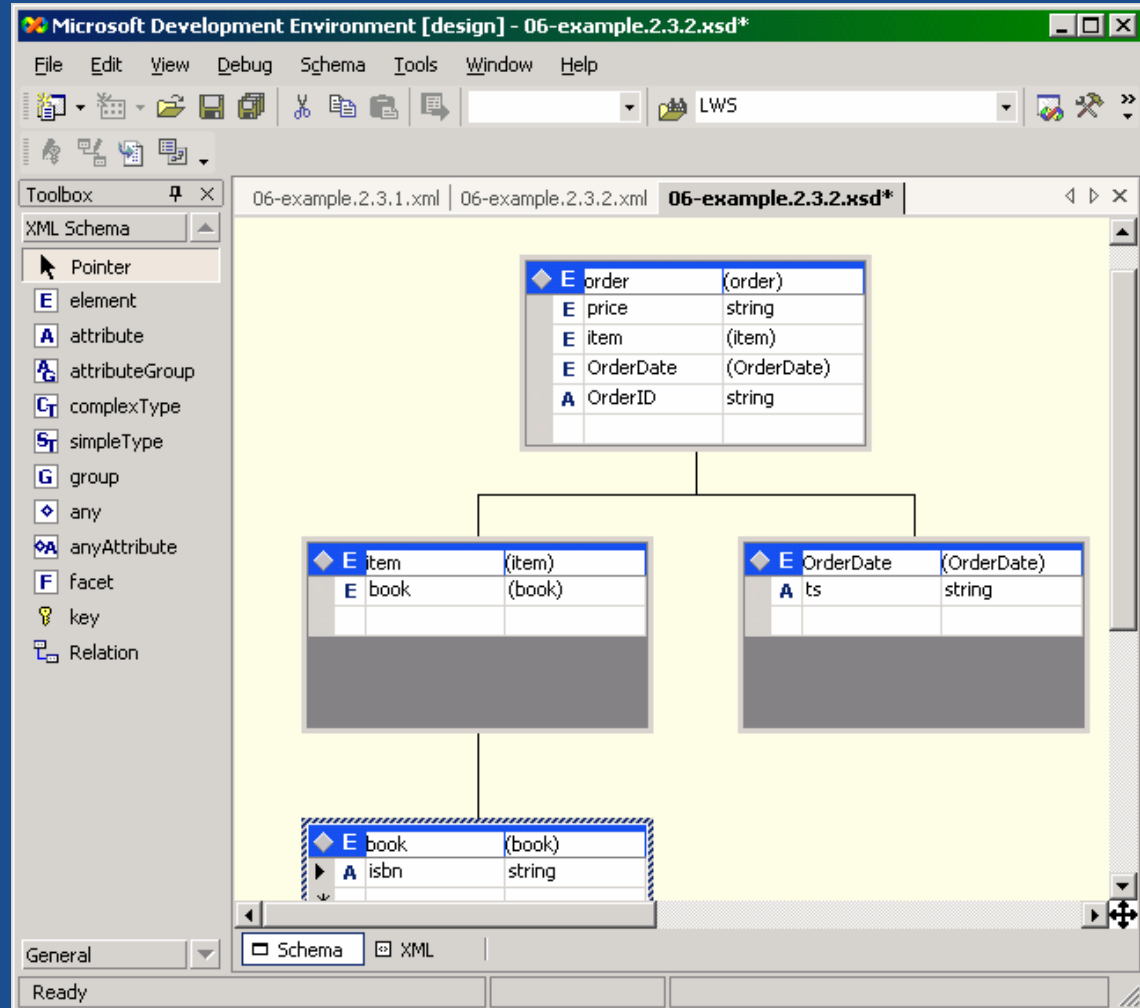 Microsoft Development Environment [design] - 06-example.2.3.2.xsd*
File Edit View Debug Schema Tools Window Help
LWS
Toolbox
06-example.2.3.1.xml 06-example.2.3.2.xml 06-example.2.3.2.xsd*
XML Schema
Pointer
E element
A attribute
AG attributeGroup
CT complexType
ST simpleType
G group
any
A anyAttribute
F facet
key
Relation
General
E order (order)
E price string
E item (item)
E OrderDate (OrderDate)
A OrderID string
E item (item)
E book (book)
E OrderDate (OrderDate)
A ts string
E book (book)
A isbn string
*
Schema XML
Ready